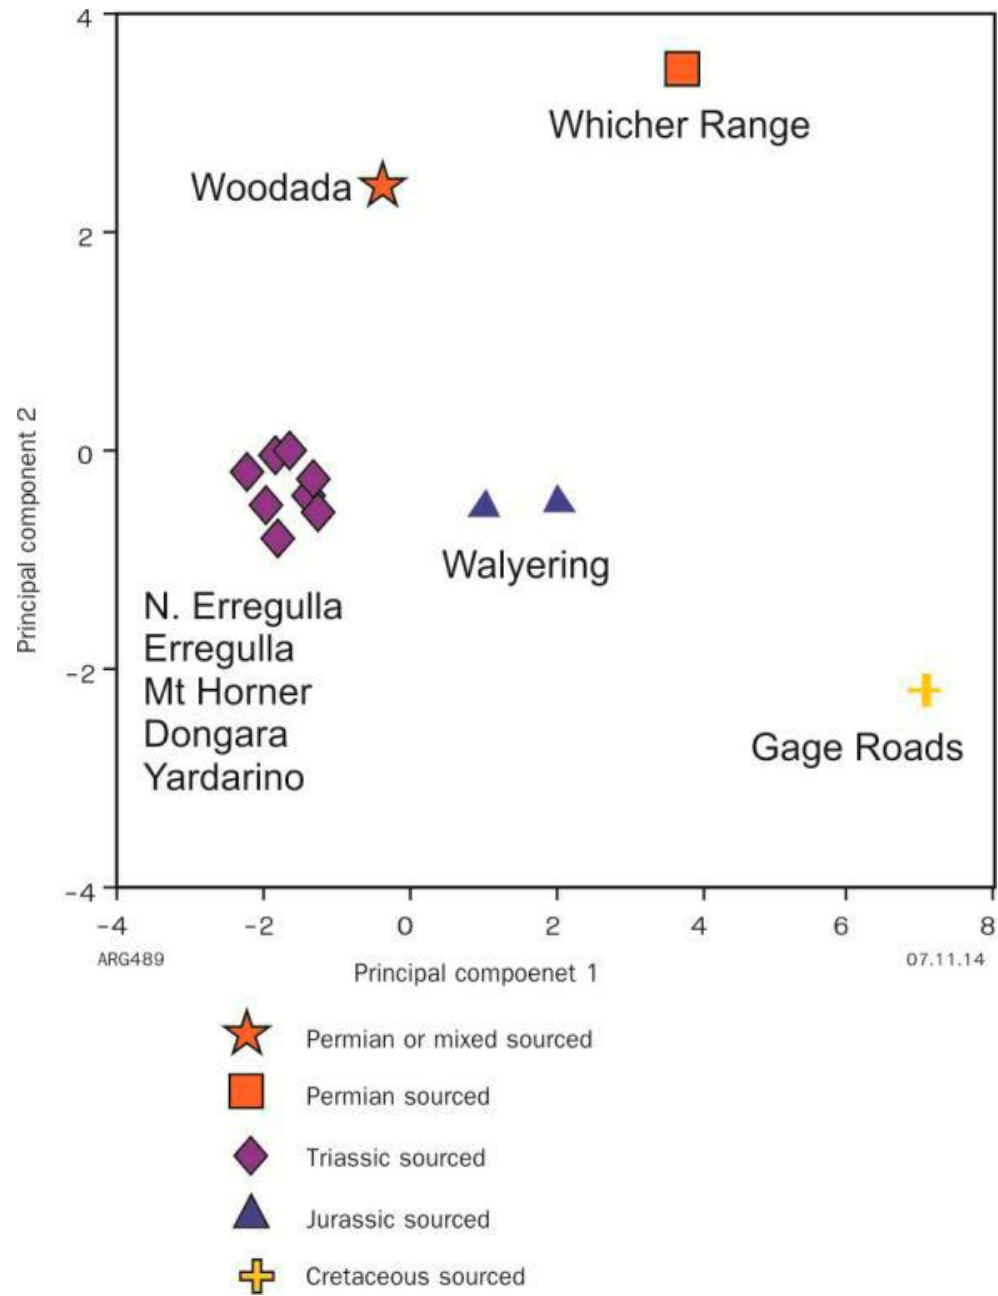 4
Whicher Range
Woodada
2
Principal component 2
0
Walyering
N. Erregulla
Erregulla
Mt Horner
Dongara
Yardarino
-2
Gage Roads
-4
-4 -2 0 2 4 6 8
ARG489 07.11.14
Principal compoenet 1
Permian or mixed sourced
Permian sourced
Triassic sourced
Jurassic sourced
Cretaceous sourced